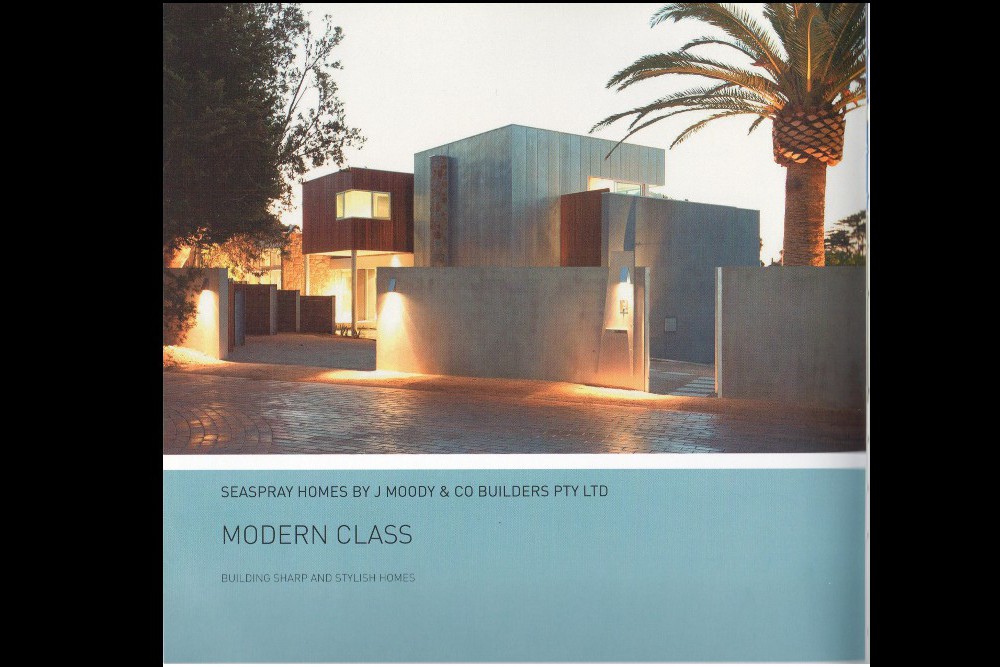 SEASPRAY HOMES BY J MOODY & CO BUILDERS PTY LTD
MODERN CLASS
BUILDING SHARP AND STYLISH HOMES